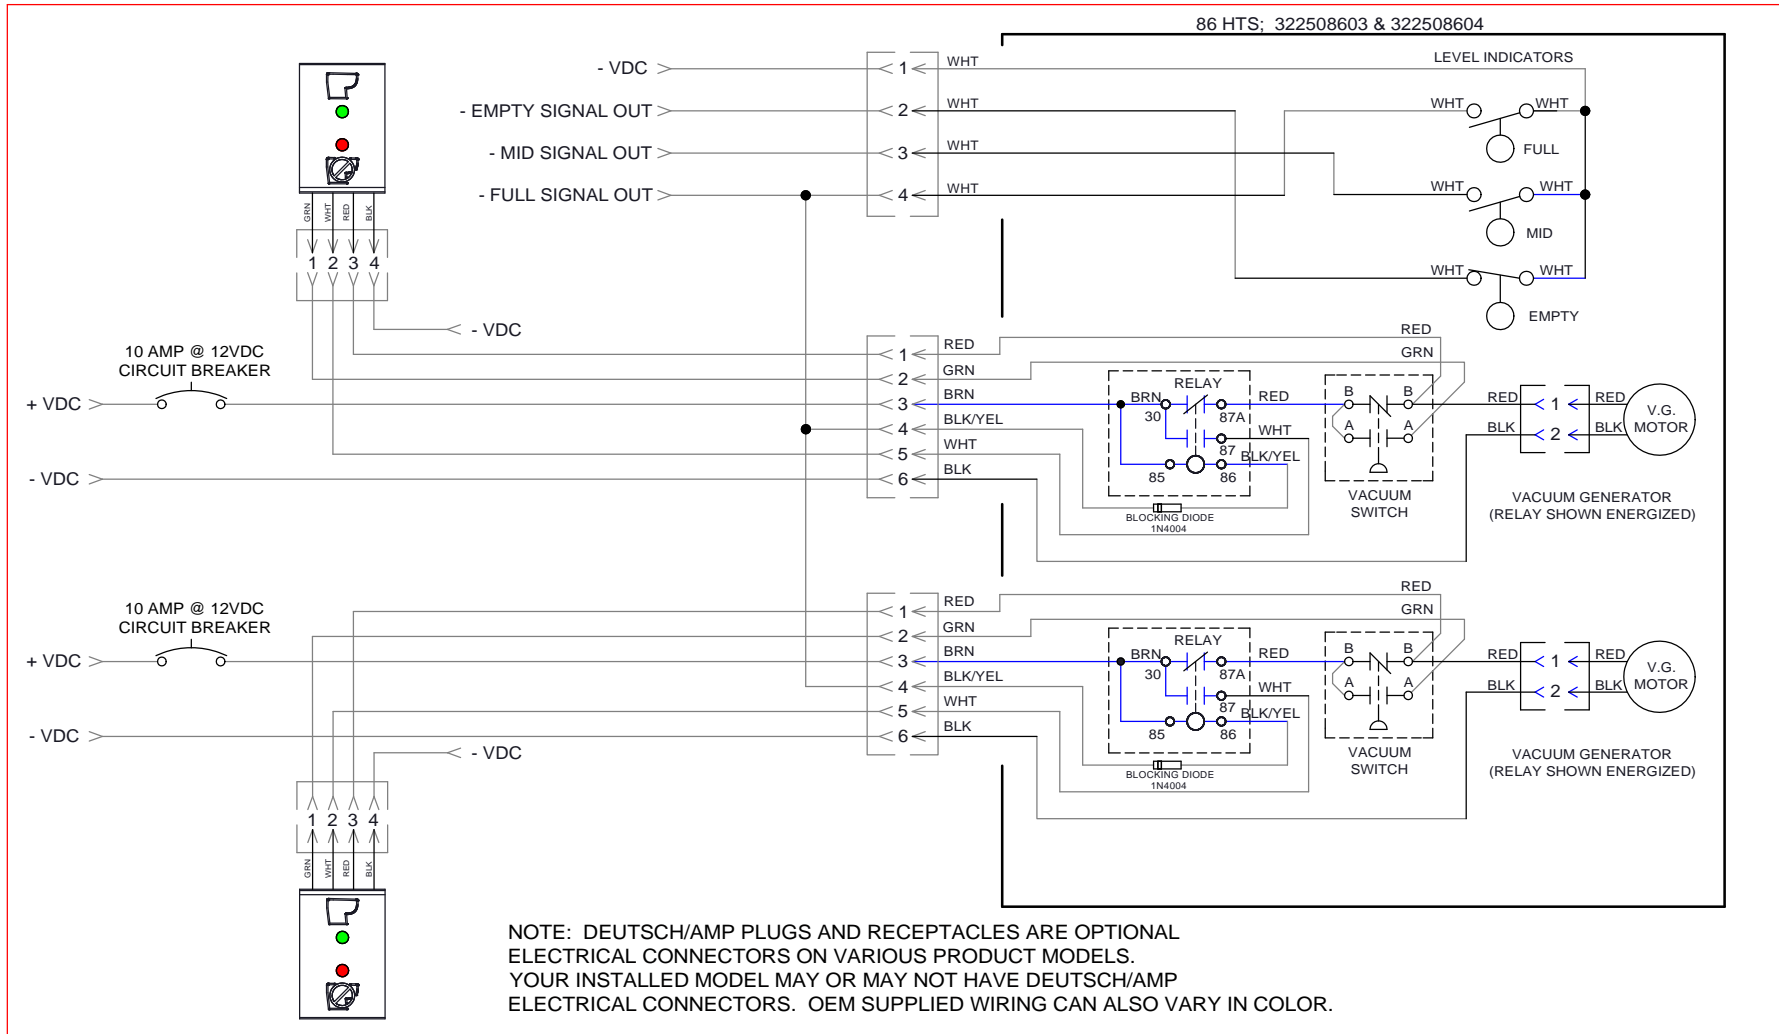 86 HTS;  322508603 & 322508604
- VDC
1
WHT
LEVEL INDICATORS
- EMPTY SIGNAL OUT
2
WHT
WHT
WHT
FULL
- MID SIGNAL OUT
3
WHT
- FULL SIGNAL OUT
4
WHT
WHT
WHT
MID
GRN
WHT
RED
BLK
1
2
3
4
WHT
WHT
EMPTY
- VDC
10 AMP @ 12VDC
CIRCUIT BREAKER
+ VDC
- VDC
1
RED
2
GRN
3
BRN
4
BLK/YEL
5
WHT
6
BLK
RED
GRN
RELAY
BRN
30
87A
RED
WHT
87
BLK/YEL
85
86
BLOCKING DIODE
1N4004
B
B
A
A
VACUUM
SWITCH
RED
1
RED
BLK
2
BLK
V.G.
MOTOR
VACUUM GENERATOR
(RELAY SHOWN ENERGIZED)
10 AMP @ 12VDC
CIRCUIT BREAKER
+ VDC
- VDC
- VDC
1
RED
2
GRN
3
BRN
4
BLK/YEL
5
WHT
6
BLK
RED
GRN
RELAY
BRN
30
87A
RED
WHT
87
BLK/YEL
85
86
BLOCKING DIODE
1N4004
B
B
A
A
VACUUM
SWITCH
RED
1
RED
BLK
2
BLK
V.G.
MOTOR
VACUUM GENERATOR
(RELAY SHOWN ENERGIZED)
1
2
3
4
GRN
WHT
RED
BLK
NOTE:  DEUTSCH/AMP PLUGS AND RECEPTACLES ARE OPTIONAL
ELECTRICAL CONNECTORS ON VARIOUS PRODUCT MODELS.
YOUR INSTALLED MODEL MAY OR MAY NOT HAVE DEUTSCH/AMP
ELECTRICAL CONNECTORS.  OEM SUPPLIED WIRING CAN ALSO VARY IN COLOR.